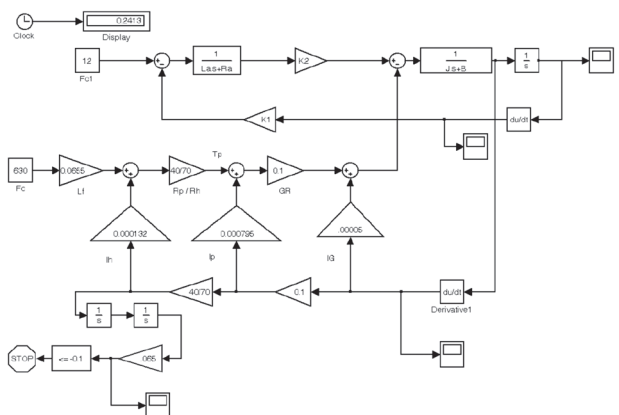 0.2413
Clock
Display
12
Fc1
1
La.s+Ra
K2
1
J.s+B
1
s
K1
du/dt
630
Fc
0.0655
Lf
40/70
Rp / Rh
Tp
0.1
GR
0.000132
Ih
0.000795
Ip
.00005
IG
40/70
0.1
du/dt
Derivative1
1
s
1
s
STOP
<= -0.1
.065